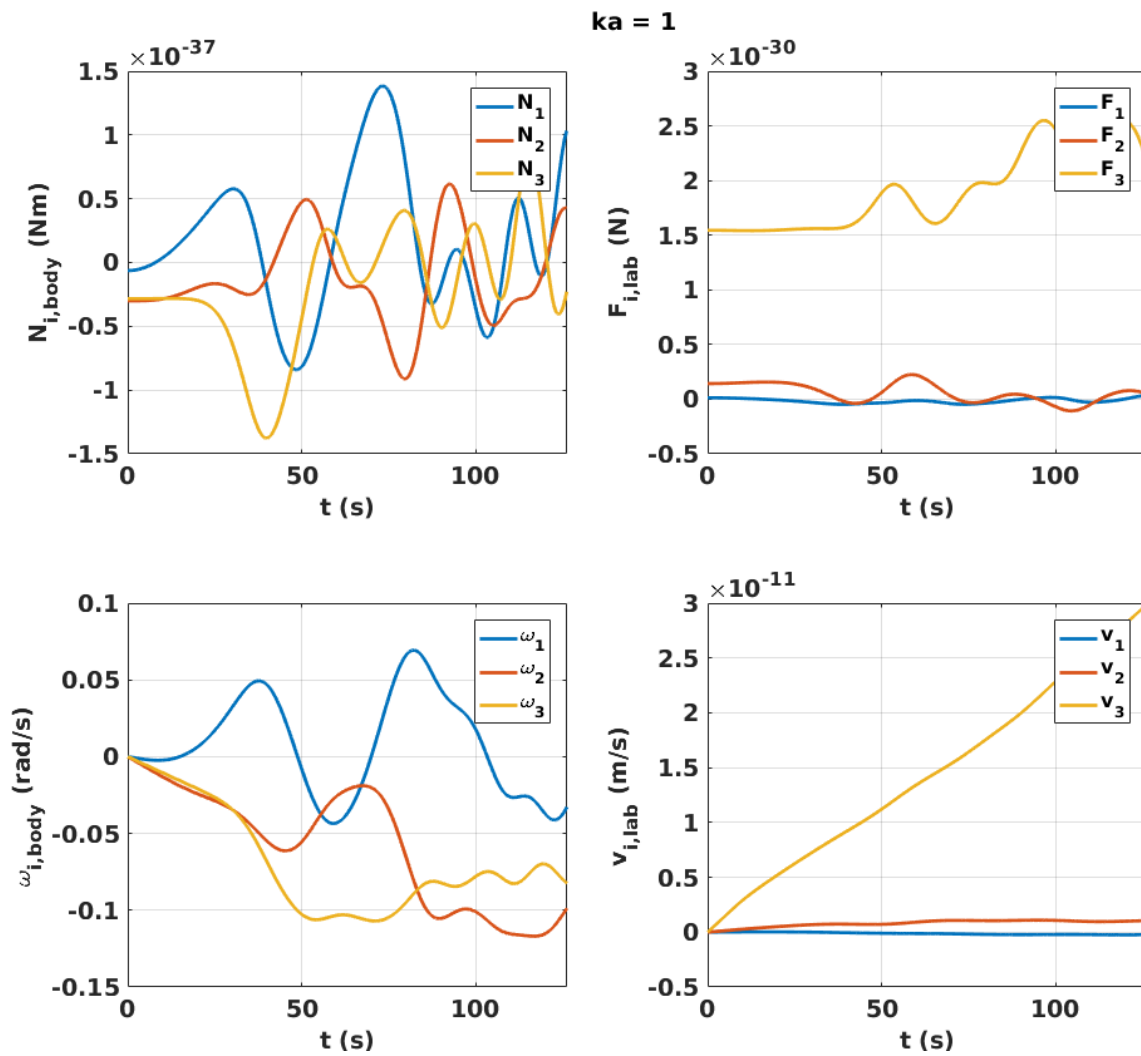 ka = 1
×10⁻³⁷
1.5
1
0.5
0
-0.5
-1
-1.5
N_i,body (Nm)
0
50
100
t (s)
N₁
N₂
N₃
×10⁻³⁰
3
2.5
2
1.5
1
0.5
0
-0.5
F_i,lab (N)
0
50
100
t (s)
F₁
F₂
F₃
0.1
0.05
0
-0.05
-0.1
-0.15
ω_i,body (rad/s)
0
50
100
t (s)
ω₁
ω₂
ω₃
×10⁻¹¹
3
2.5
2
1.5
1
0.5
0
-0.5
v_i,lab (m/s)
0
50
100
t (s)
v₁
v₂
v₃